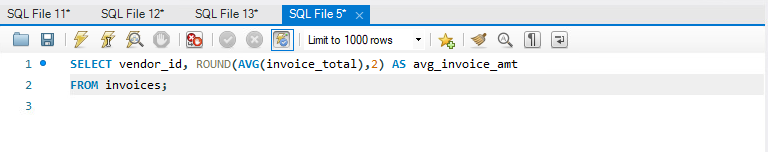 SQL File 11* SQL File 12* SQL File 13* SQL File 5* ×
Limit to 1000 rows
1 SELECT vendor_id, ROUND(AVG(invoice_total),2) AS avg_invoice_amt
2 FROM invoices;
3